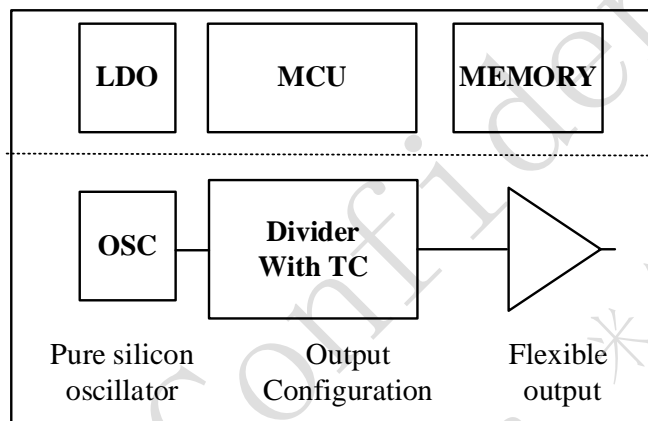 LDO
MCU
MEMORY
OSC
Divider
With TC
Pure silicon
oscillator
Output
Configuration
Flexible
output